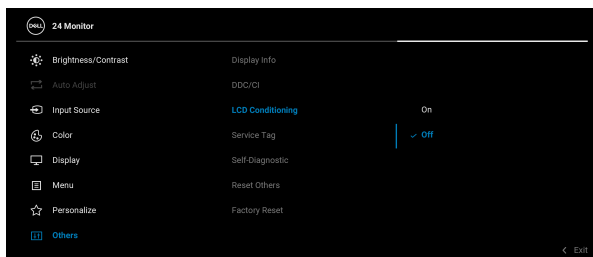 DELL 24 Monitor
Brightness/Contrast Display Info
Auto Adjust DDC/CI
Input Source LCD Conditioning On
Color Service Tag Off
Display Self-Diagnostic
Menu Reset Others
Personalize Factory Reset
Others
Exit